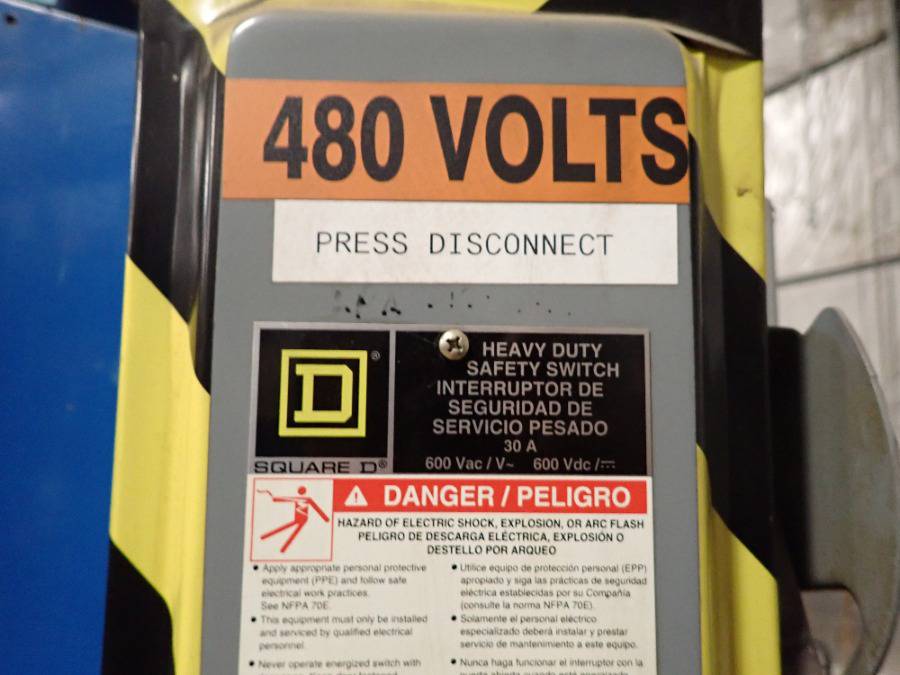 480 VOLTS
PRESS DISCONNECT
D
®
SQUARE D®
HEAVY DUTY
SAFETY SWITCH
INTERRUPTOR DE
SEGURIDAD DE
SERVICIO PESADO
30 A
600 Vac / V~ 600 Vdc /⎓
DANGER / PELIGRO
HAZARD OF ELECTRIC SHOCK, EXPLOSION, OR ARC FLASH
PELIGRO DE DESCARGA ELÉCTRICA, EXPLOSIÓN O
DESTELLO POR ARQUEO
• Apply appropriate personal protective
equipment (PPE) and follow safe
electrical work practices.
See NFPA 70E.
• This equipment must only be installed
and serviced by qualified electrical
personnel.
• Never operate energized switch with
• Utilice equipo de protección personal (EPP)
apropiado y siga las prácticas de seguridad
eléctrica establecidas por su Compañía
(consulte la norma NFPA 70E).
• Solamente el personal eléctrico
especializado deberá instalar y prestar
servicio de mantenimiento a este equipo.
• Nunca haga funcionar el interruptor con la